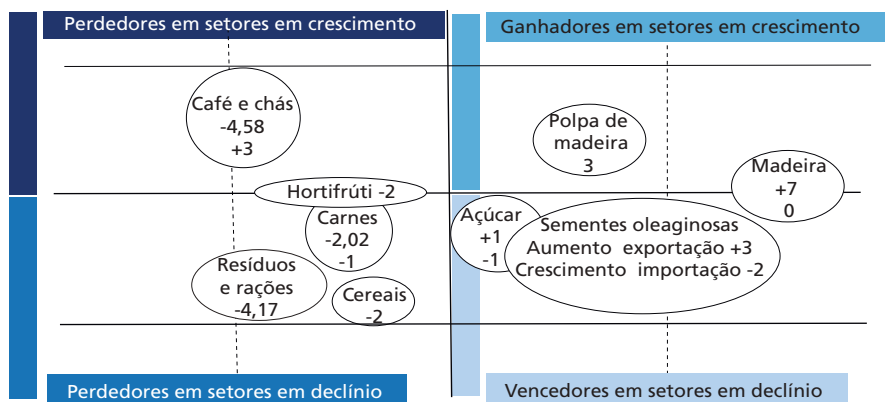 Perdedores em setores em crescimento
Ganhadores em setores em crescimento
Café e chás
-4,58
+3
Polpa de
madeira
3
Madeira
+7
0
Hortifrúti -2
Carnes
-2,02
-1
Açúcar
+1
-1
Sementes oleaginosas
Aumento exportação +3
Crescimento importação -2
Resíduos
e rações
-4,17
Cereais
-2
Perdedores em setores em declínio
Vencedores em setores em declínio